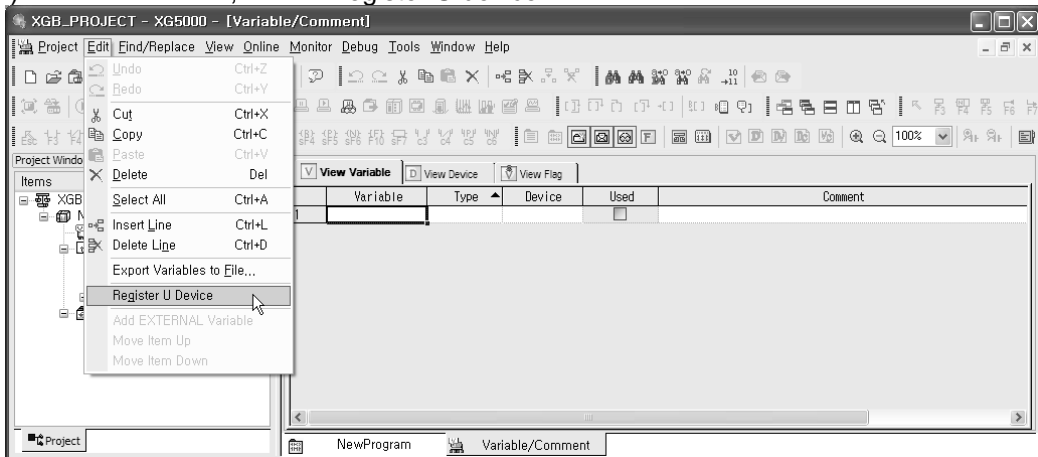 XGB_PROJECT - XG5000 - [Variable/Comment]
Project Edit Find/Replace View Online Monitor Debug Tools Window Help
Undo Ctrl+Z
Redo Ctrl+Y
Cut Ctrl+X
Copy Ctrl+C
Paste Ctrl+V
Delete Del
Select All Ctrl+A
Insert Line Ctrl+L
Delete Line Ctrl+D
Export Variables to File...
Register U Device
Add EXTERNAL Variable
Move Item Up
Move Item Down
100%
Project Windo
Items
XGB
V View Variable D View Device View Flag
Variable Type Device Used Comment
1
Project
NewProgram Variable/Comment